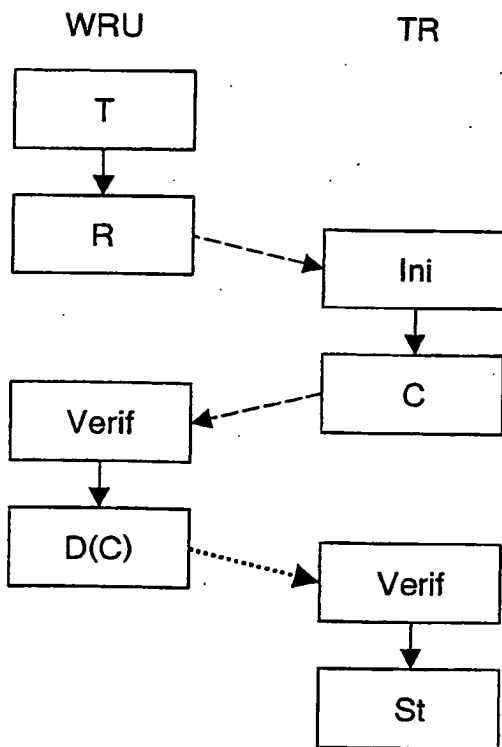 WRU
TR
T
R
Ini
C
Verif
D(C)
Verif
St